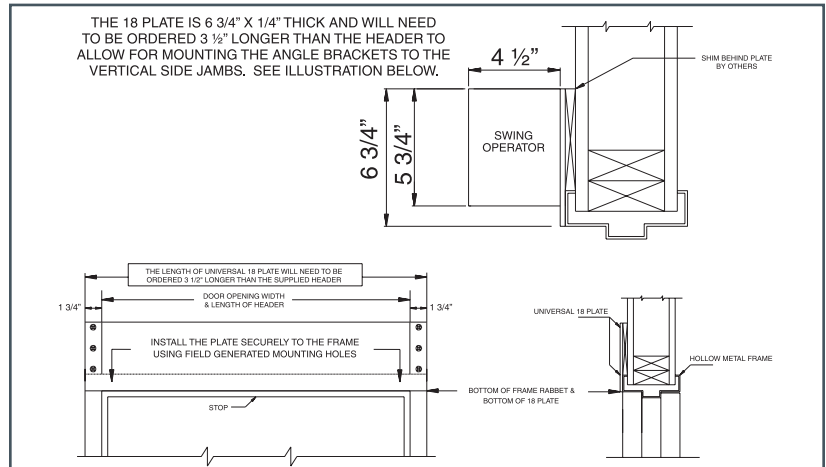 THE 18 PLATE IS 6 3/4" X 1/4" THICK AND WILL NEED
TO BE ORDERED 3 ½" LONGER THAN THE HEADER TO
ALLOW FOR MOUNTING THE ANGLE BRACKETS TO THE
VERTICAL SIDE JAMBS. SEE ILLUSTRATION BELOW.
4 ½"
SHIM BEHIND PLATE
BY OTHERS
6 3/4"
5 3/4"
SWING
OPERATOR
THE LENGTH OF UNIVERSAL 18 PLATE WILL NEED TO BE
ORDERED 3 1/2" LONGER THAN THE SUPPLIED HEADER
1 3/4"
DOOR OPENING WIDTH
& LENGTH OF HEADER
1 3/4"
INSTALL THE PLATE SECURELY TO THE FRAME
USING FIELD GENERATED MOUNTING HOLES
STOP
UNIVERSAL 18 PLATE
HOLLOW METAL FRAME
BOTTOM OF FRAME RABBET &
BOTTOM OF 18 PLATE